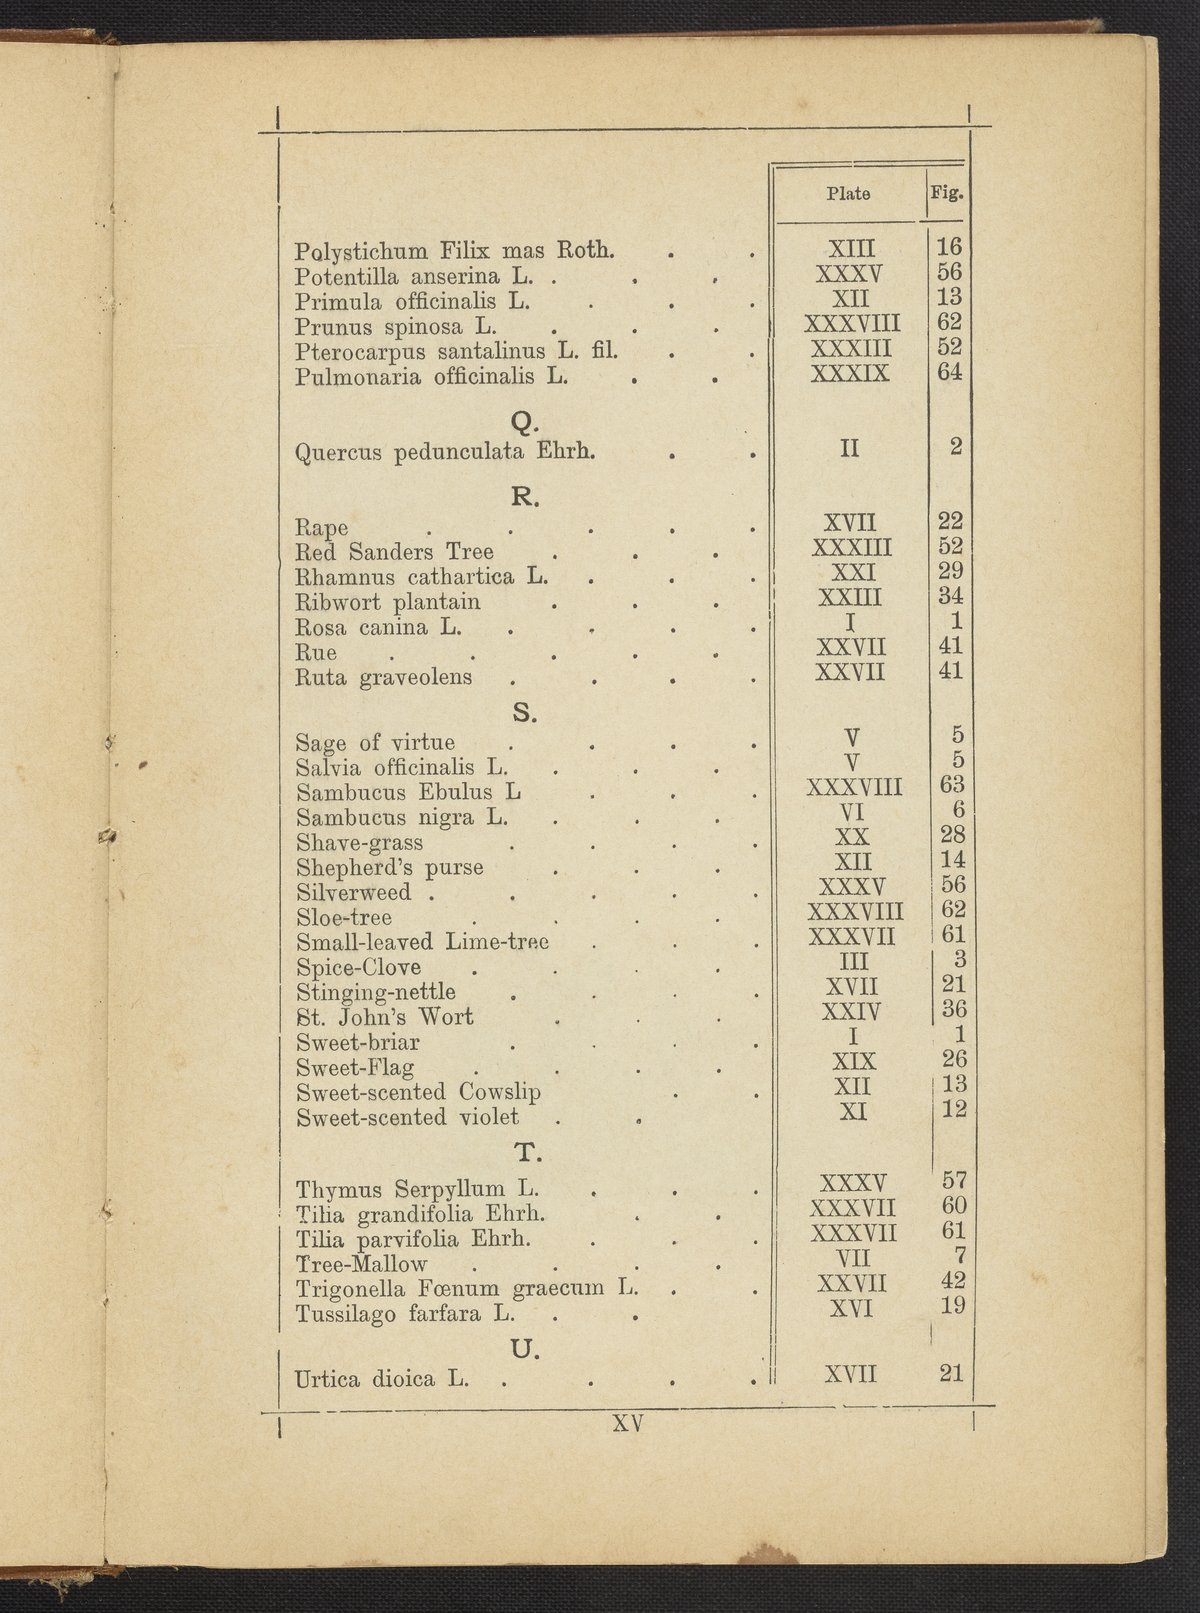 Plate Fig.
Polystichum Filix mas Roth. . . XIII 16
Potentilla anserina L. . . . XXXV 56
Primula officinalis L. . . . XII 13
Prunus spinosa L. . . . XXXVIII 62
Pterocarpus santalinus L. fil. . . XXXIII 52
Pulmonaria officinalis L. . . XXXIX 64
Q.
Quercus pedunculata Ehrh. . . II 2
R.
Rape . . . . . XVII 22
Red Sanders Tree . . . XXXIII 52
Rhamnus cathartica L. . . . XXI 29
Ribwort plantain . . . XXIII 34
Rosa canina L. . . . . I 1
Rue . . . . . XXVII 41
Ruta graveolens . . . . XXVII 41
S.
Sage of virtue . . . . V 5
Salvia officinalis L. . . . V 5
Sambucus Ebulus L . . . XXXVIII 63
Sambucus nigra L. . . . VI 6
Shave-grass . . . . XX 28
Shepherd's purse . . . XII 14
Silverweed . . . . . XXXV 56
Sloe-tree . . . . XXXVIII 62
Small-leaved Lime-tree . . . XXXVII 61
Spice-Clove . . . . III 3
Stinging-nettle . . . . XVII 21
St. John's Wort . . . XXIV 36
Sweet-briar . . . . I 1
Sweet-Flag . . . . XIX 26
Sweet-scented Cowslip . . XII 13
Sweet-scented violet . . XI 12
T.
Thymus Serpyllum L. . . . XXXV 57
Tilia grandifolia Ehrh. . . XXXVII 60
Tilia parvifolia Ehrh. . . . XXXVII 61
Tree-Mallow . . . . VII 7
Trigonella Fœnum graecum L. . . XXVII 42
Tussilago farfara L. . . XVI 19
U.
Urtica dioica L. . . . . XVII 21
XV